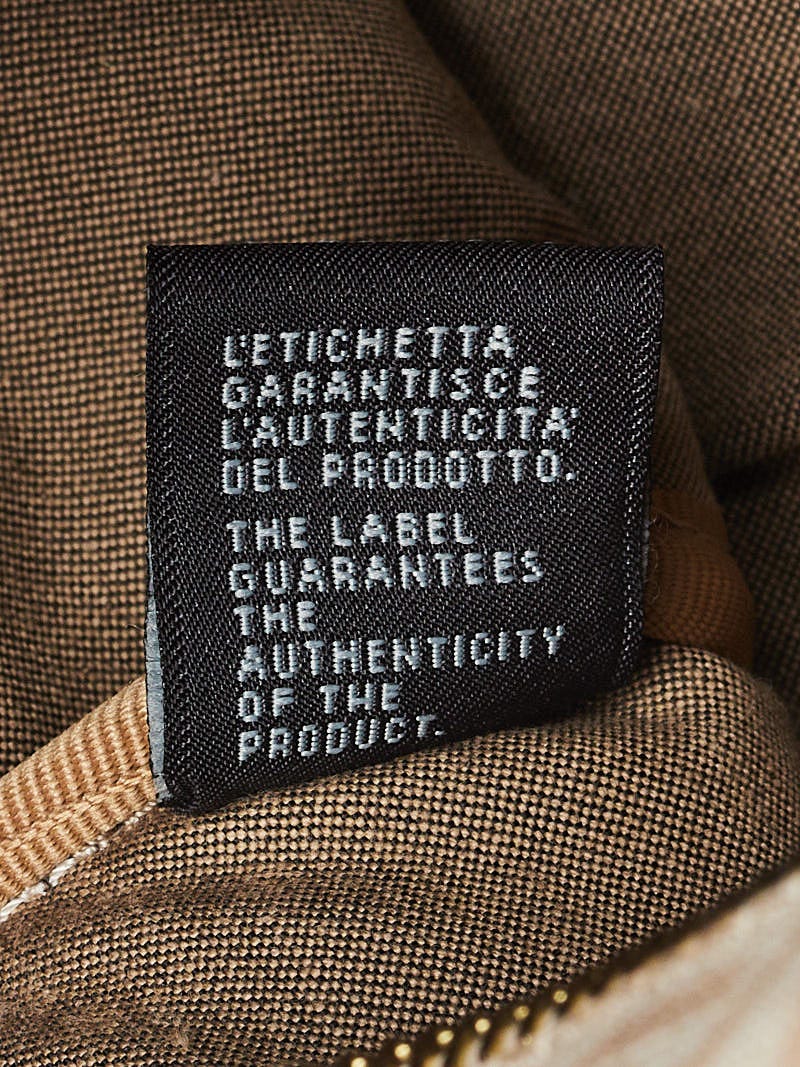 L'ETICHETTA
GARANTISCE
L'AUTENTICITA'
DEL PRODOTTO.
THE LABEL
GUARANTEES
THE
AUTHENTICITY
OF THE
PRODUCT.